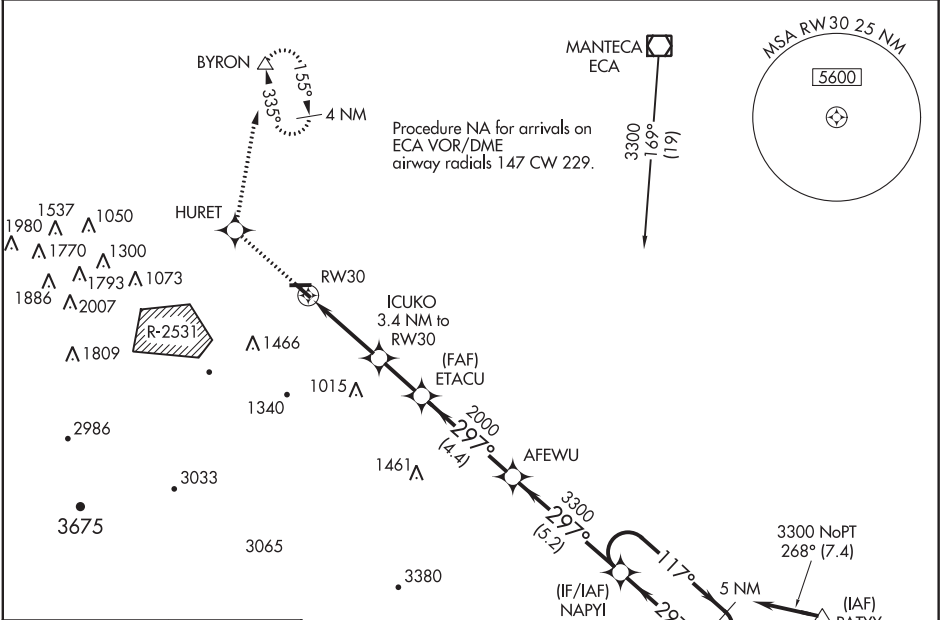 MSA RW30 25 NM
5600
BYRON
155°
335°
4 NM
MANTECA
ECA
3300
169°
(19)
Procedure NA for arrivals on
ECA VOR/DME
airway radials 147 CW 229.
HURET
1537
1050
1980
1770
1300
1793
1073
1886
2007
R-2531
1809
1466
RW30
ICUKO
3.4 NM to
RW30
(FAF)
ETACU
1015
1340
2000
297°
(4.4)
2986
AFEWU
1461
3033
3675
3300
297°
(5.2)
3065
3380
117°
5 NM
3300 NoPT
268° (7.4)
(IF/IAF)
NAPYI
(IAF)